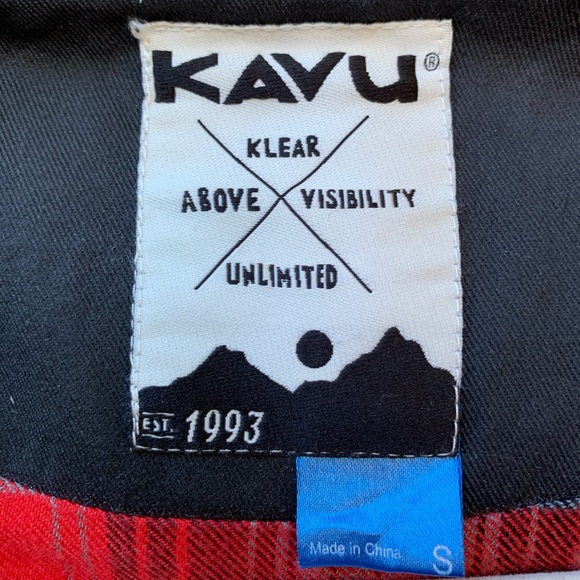 KAVU®
KLEAR
ABOVE VISIBILITY
UNLIMITED
EST. 1993
Made in China S